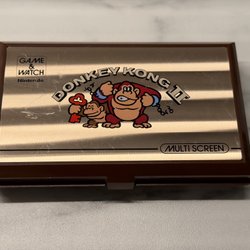 GAME
&
WATCH
Nintendo
DONKEY KONG II
MULTI SCREEN